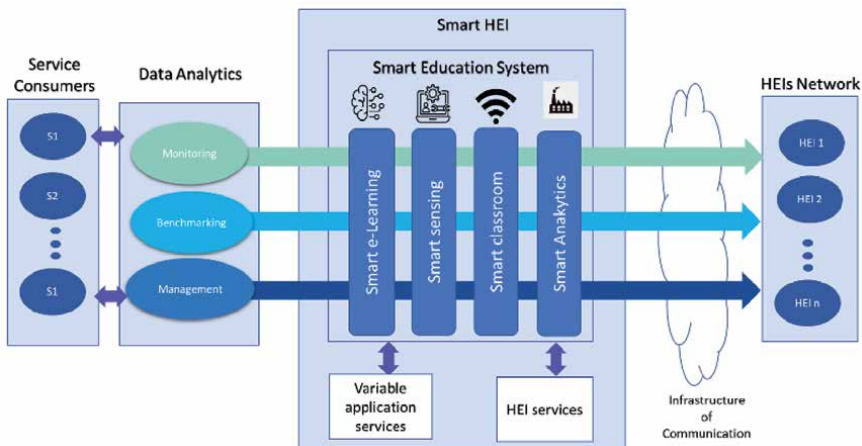 Smart HEI
Service
Consumers
Data Analytics
Smart Education System
HEIs Network
S1
S2
S1
Monitoring
Benchmarking
Management
Smart e-Learning
Smart sensing
Smart classroom
Smart Anakytics
HEI 1
HEI 2
HEI n
Variable
application
services
HEI services
Infrastructure
of
Communication